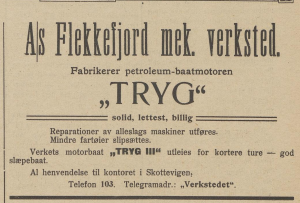 A/s Flekkefjord mek. verksted.
Fabrikerer petroleum-baatmotoren
„TRYG“
solid, lettest, billig
Reparationer av alleslags maskiner utføres.
Mindre fartøier slipsættes.
Verkets motorbaat „TRYG III“ utleies for kortere ture — god
slæpebaat.
Al henvendelse til kontoret i Skottevigen;
Telefon 103. Telegramadr.: „Verkstedet“.